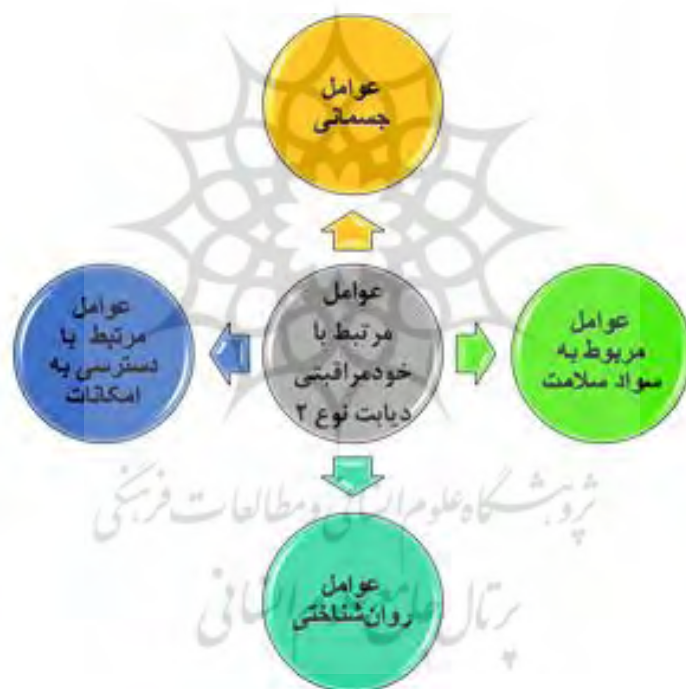 عوامل
جسمانی
عوامل
مربوط به
سواد سلامت
عوامل
مرتبط با
خودمراقبتی
دیابت نوع ۲
عوامل
مرتبط با
دسترسی به
امکانات
پژوهشگاه علوم انسانی و مطالعات فرهنگی
عوامل
روان‌شناختی
پرتال جامع علوم انسانی